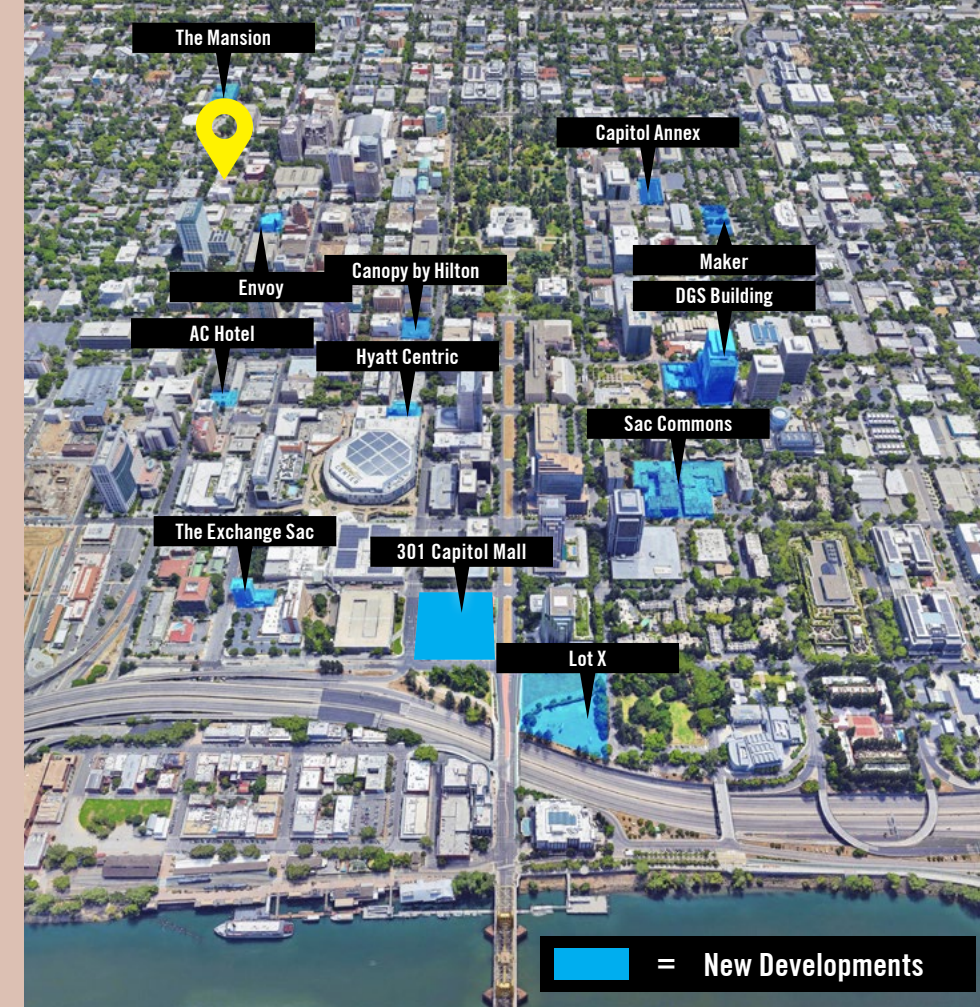 The Mansion
Capitol Annex
Maker
Envoy
Canopy by Hilton
DGS Building
AC Hotel
Hyatt Centric
Sac Commons
The Exchange Sac
301 Capitol Mall
Lot X
= New Developments